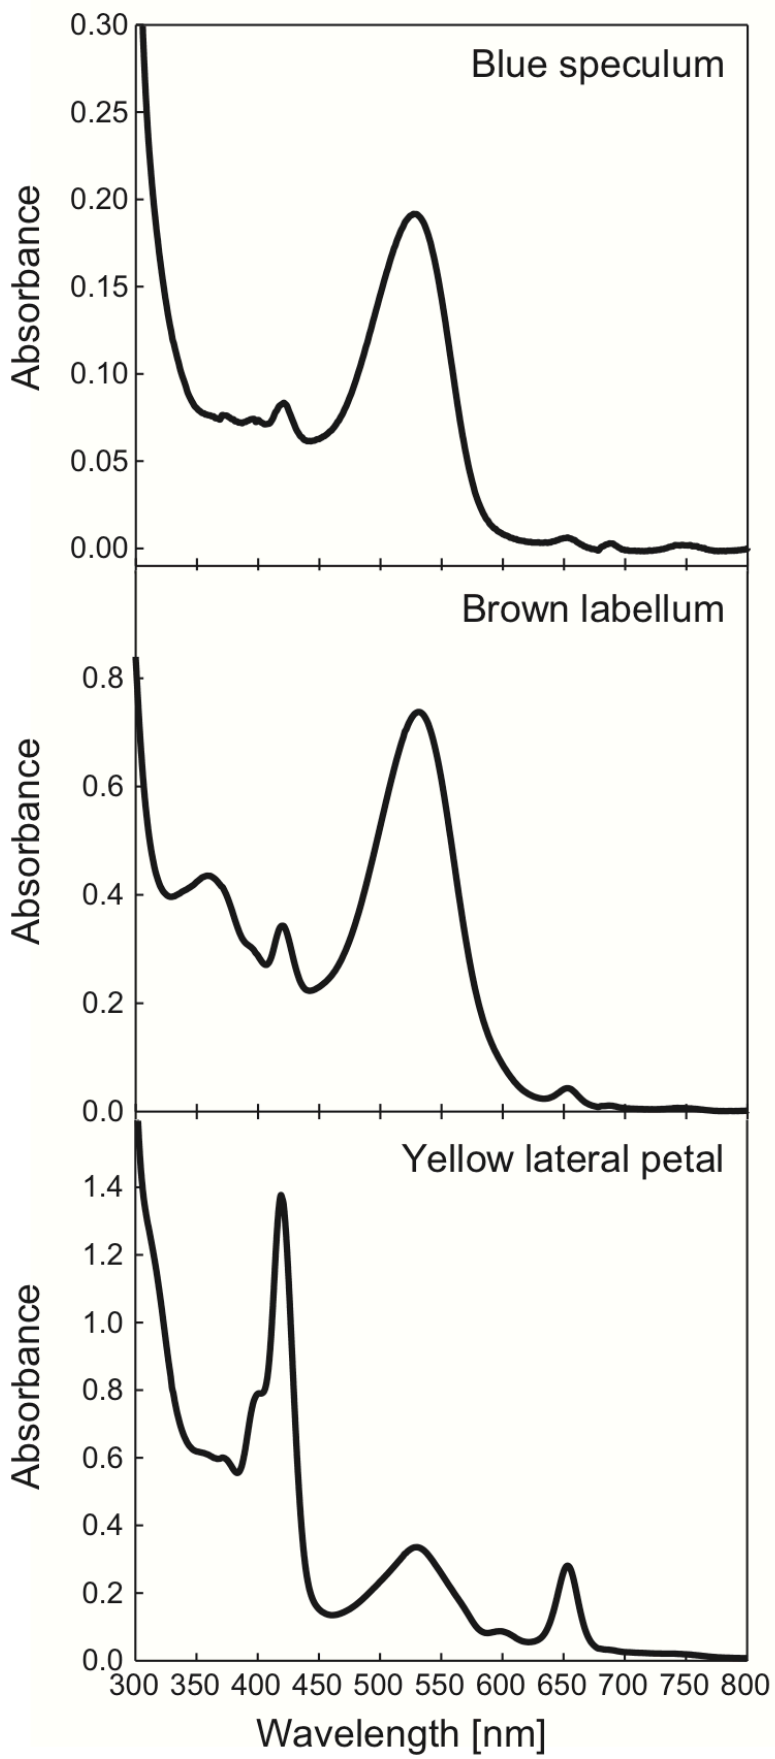 Blue speculum
0.30
0.25
0.20
0.15
0.10
0.05
0.00
Absorbance
Brown labellum
0.8
0.6
0.4
0.2
0.0
Absorbance
Yellow lateral petal
1.4
1.2
1.0
0.8
0.6
0.4
0.2
0.0
Absorbance
300 350 400 450 500 550 600 650 700 750 800
Wavelength [nm]